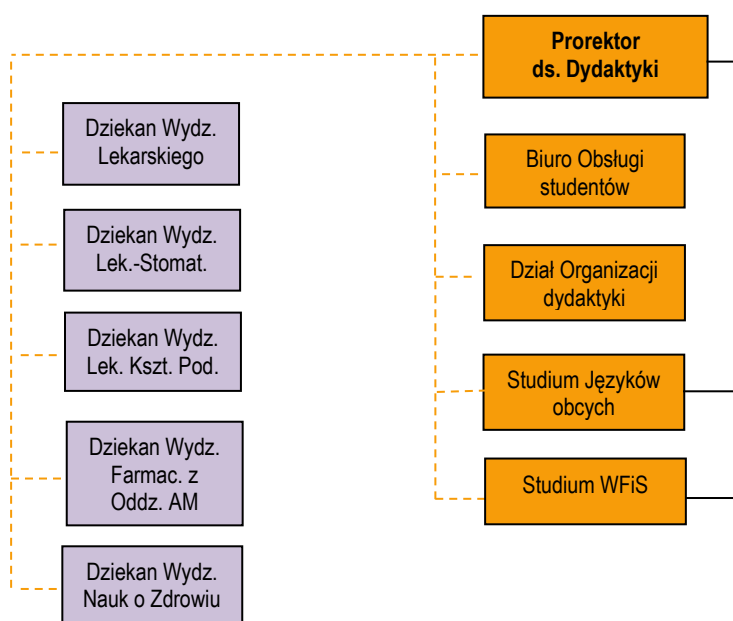 Prorektor
ds. Dydaktyki
Dziekan Wydz.
Lekarskiego
Dziekan Wydz.
Lek.-Stomat.
Dziekan Wydz.
Lek. Kszt. Pod.
Dziekan Wydz.
Farmac. z
Oddz. AM
Dziekan Wydz.
Nauk o Zdrowiu
Biuro Obsługi
studentów
Dział Organizacji
dydaktyki
Studium Języków
obcych
Studium WFiS